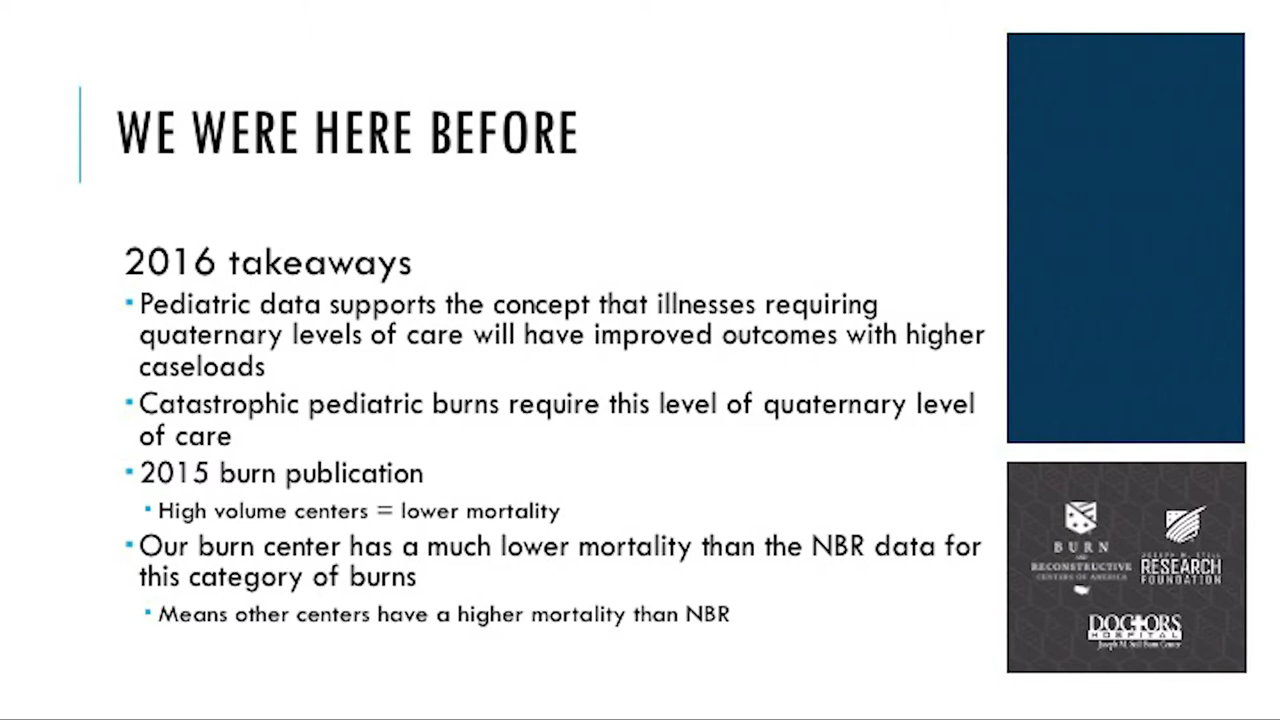 WE WERE HERE BEFORE
2016 takeaways
▪ Pediatric data supports the concept that illnesses requiring
quaternary levels of care will have improved outcomes with higher
caseloads
▪ Catastrophic pediatric burns require this level of quaternary level
of care
▪ 2015 burn publication
▪ High volume centers = lower mortality
▪ Our burn center has a much lower mortality than the NBR data for
this category of burns
▪ Means other centers have a higher mortality than NBR
BURN
AND
RECONSTRUCTIVE
CENTERS OF AMERICA
JOSEPH M. STILL
RESEARCH
FOUNDATION
DOCTORS
HOSPITAL
Joseph M. Still Burn Center